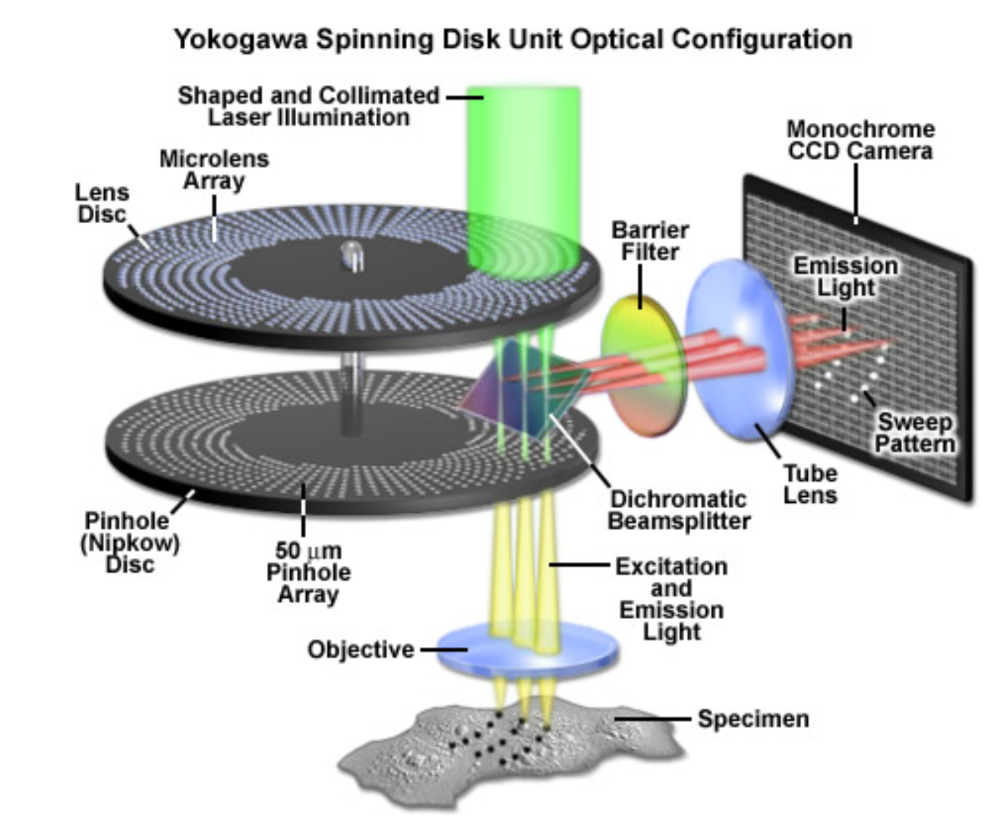 Yokogawa Spinning Disk Unit Optical Configuration
Shaped and Collimated
Laser Illumination
Monochrome
CCD Camera
Microlens
Array
Lens
Disc
Barrier
Filter
Emission
Light
Sweep
Pattern
Tube
Lens
Dichromatic
Beamsplitter
Pinhole
(Nipkow)
Disc
50 μm
Pinhole
Array
Excitation
and
Emission
Light
Objective
Specimen